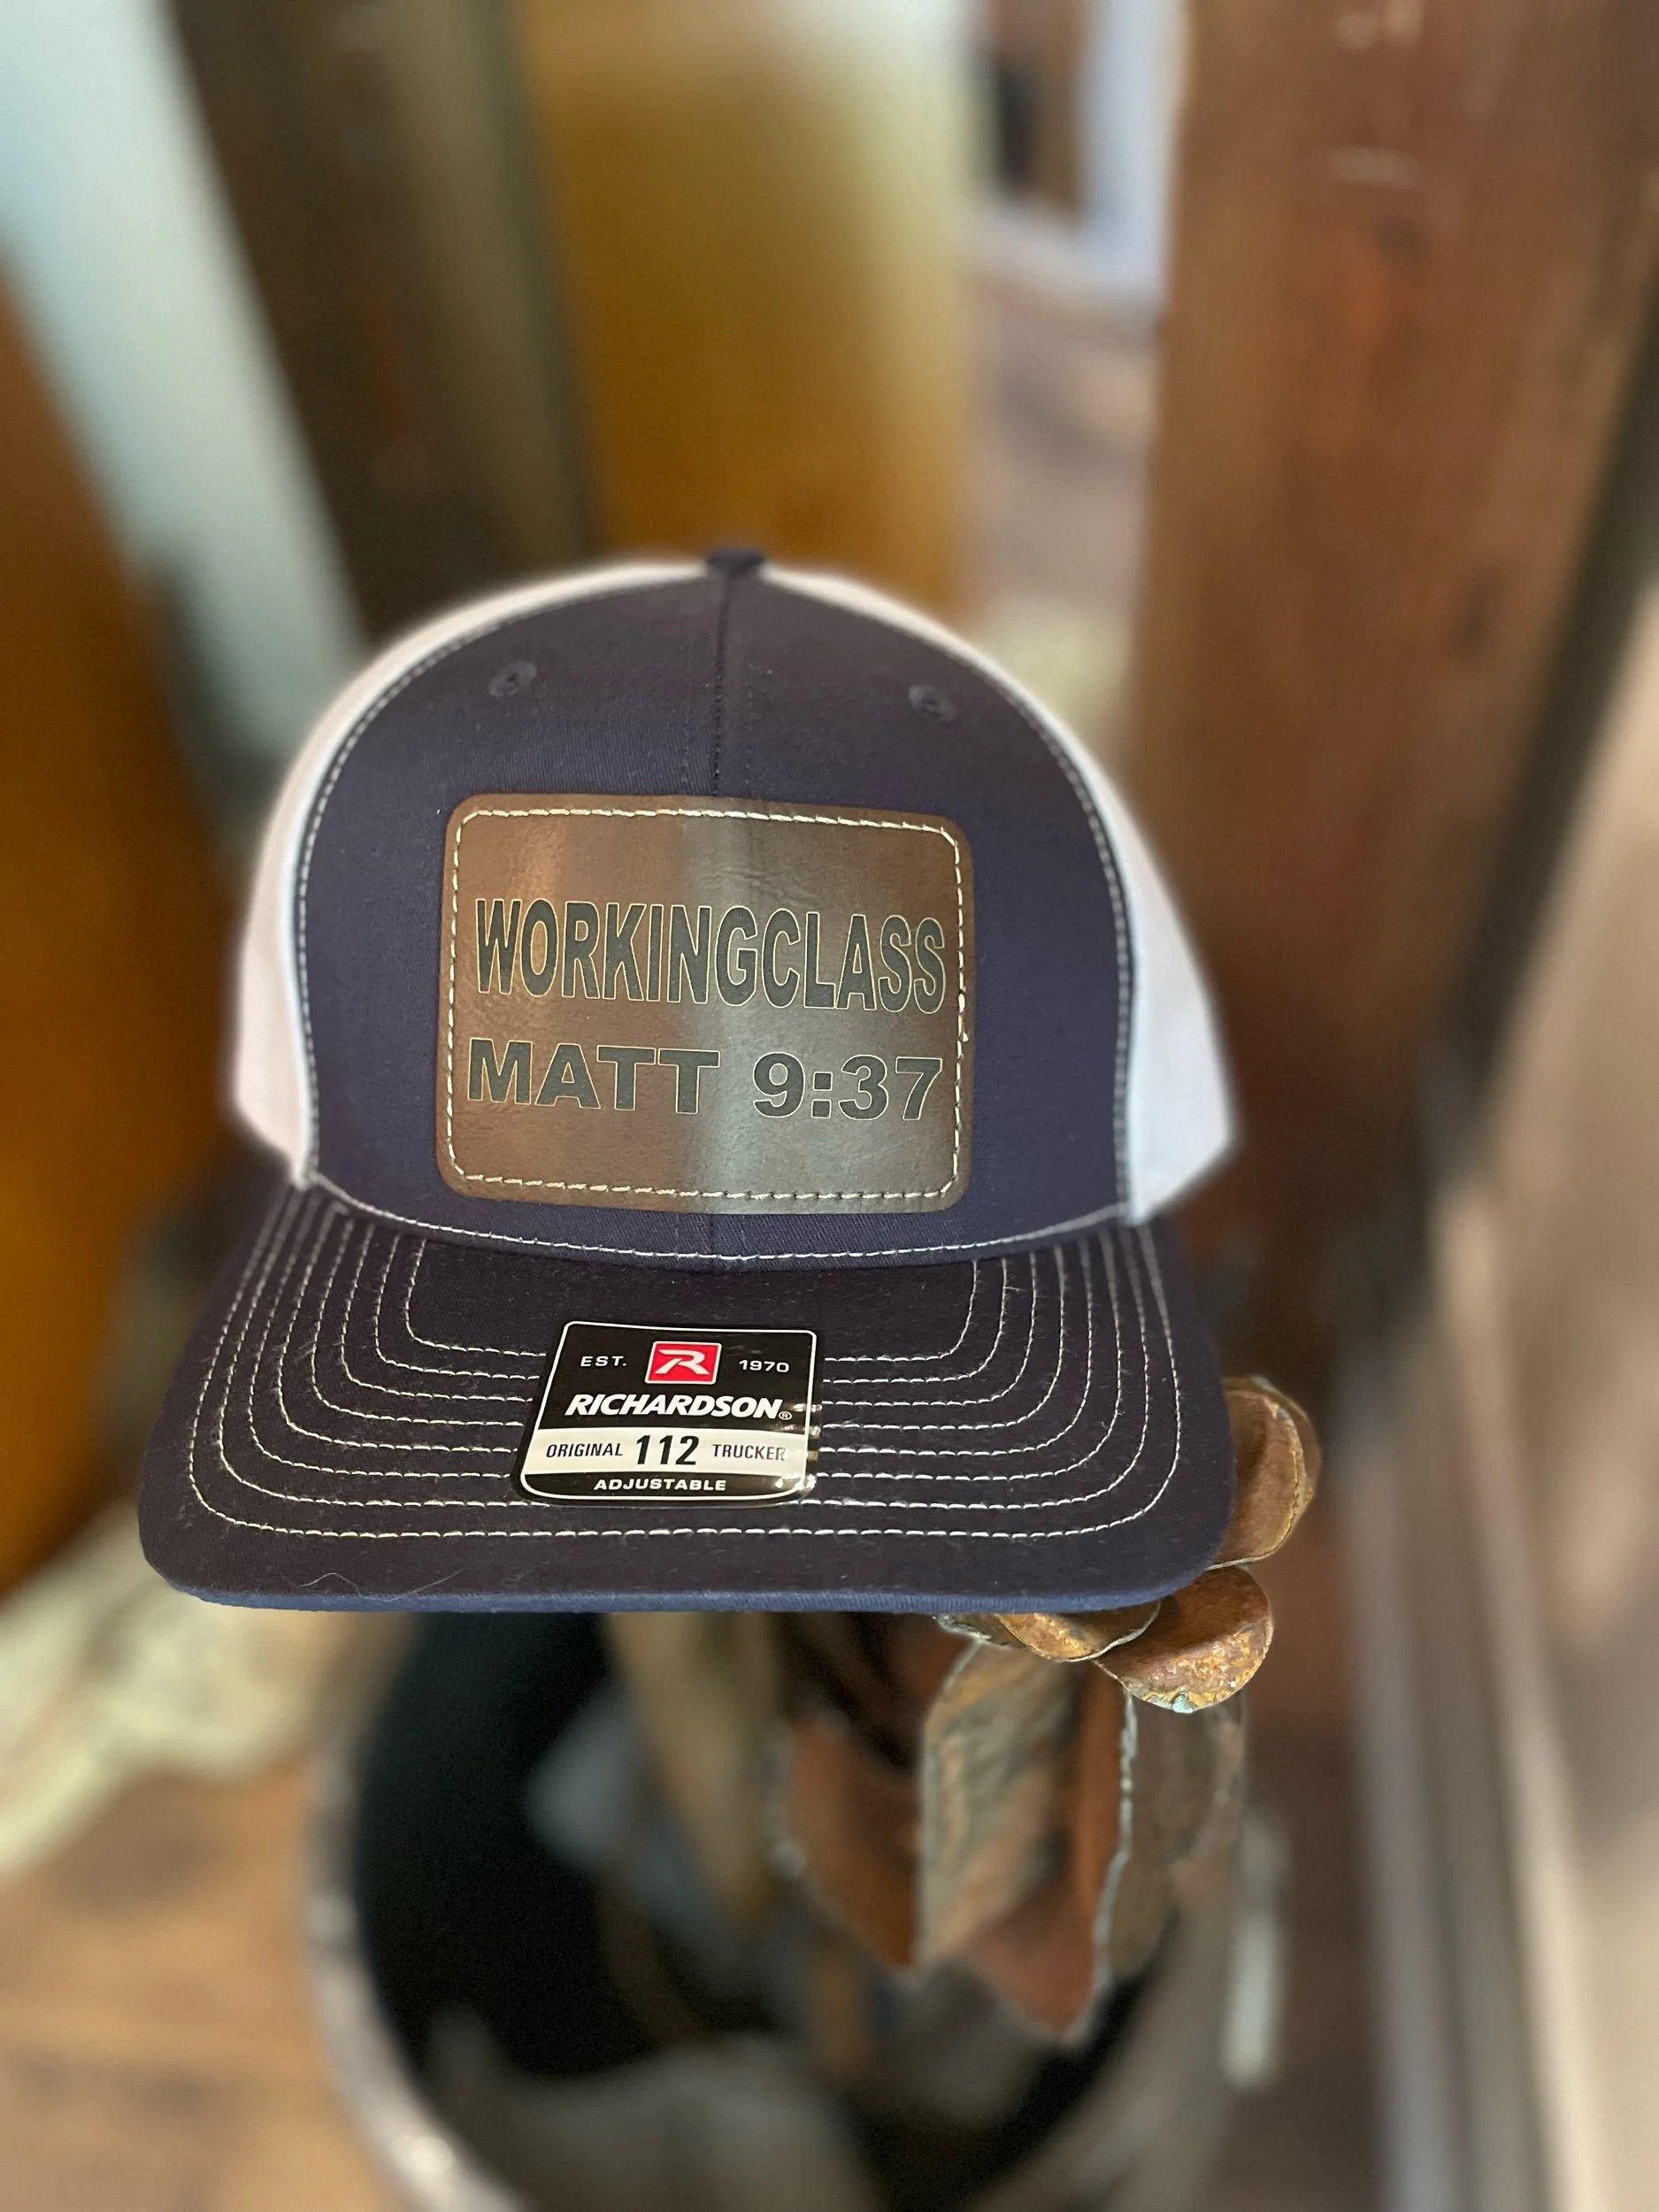 WORKINGCLASS
MATT 9:37
EST. R 1970
RICHARDSON®
ORIGINAL 112 TRUCKER
ADJUSTABLE